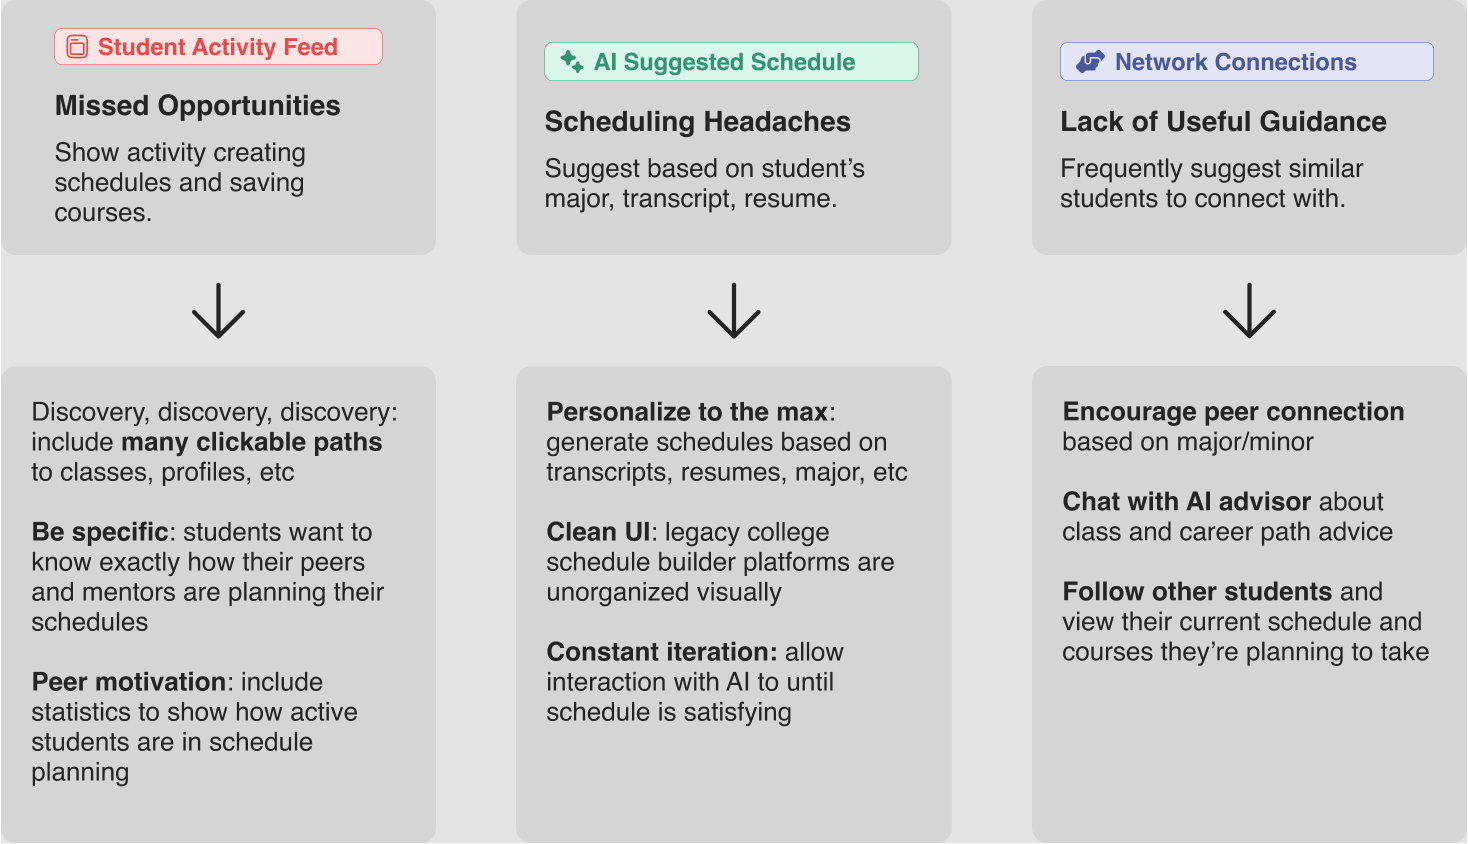 Student Activity Feed
Missed Opportunities
Show activity creating
schedules and saving
courses.
AI Suggested Schedule
Scheduling Headaches
Suggest based on student’s
major, transcript, resume.
Network Connections
Lack of Useful Guidance
Frequently suggest similar
students to connect with.
Discovery, discovery, discovery:
include many clickable paths
to classes, profiles, etc
Be specific: students want to
know exactly how their peers
and mentors are planning their
schedules
Peer motivation: include
statistics to show how active
students are in schedule
planning
Personalize to the max:
generate schedules based on
transcripts, resumes, major, etc
Clean UI: legacy college
schedule builder platforms are
unorganized visually
Constant iteration: allow
interaction with AI to until
schedule is satisfying
Encourage peer connection
based on major/minor
Chat with AI advisor about
class and career path advice
Follow other students and
view their current schedule and
courses they’re planning to take